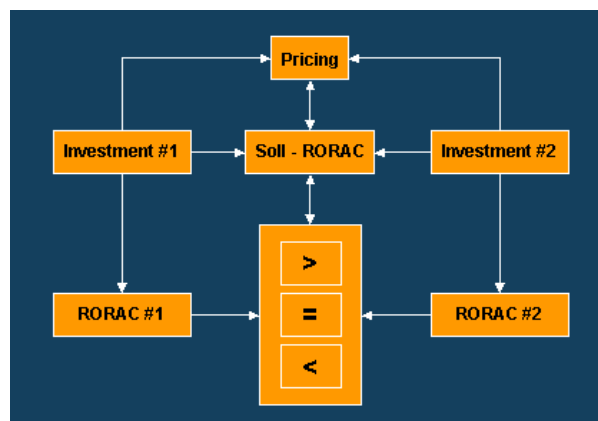 Pricing
Investment #1
Soll - RORAC
Investment #2
>
RORAC #1
=
RORAC #2
<